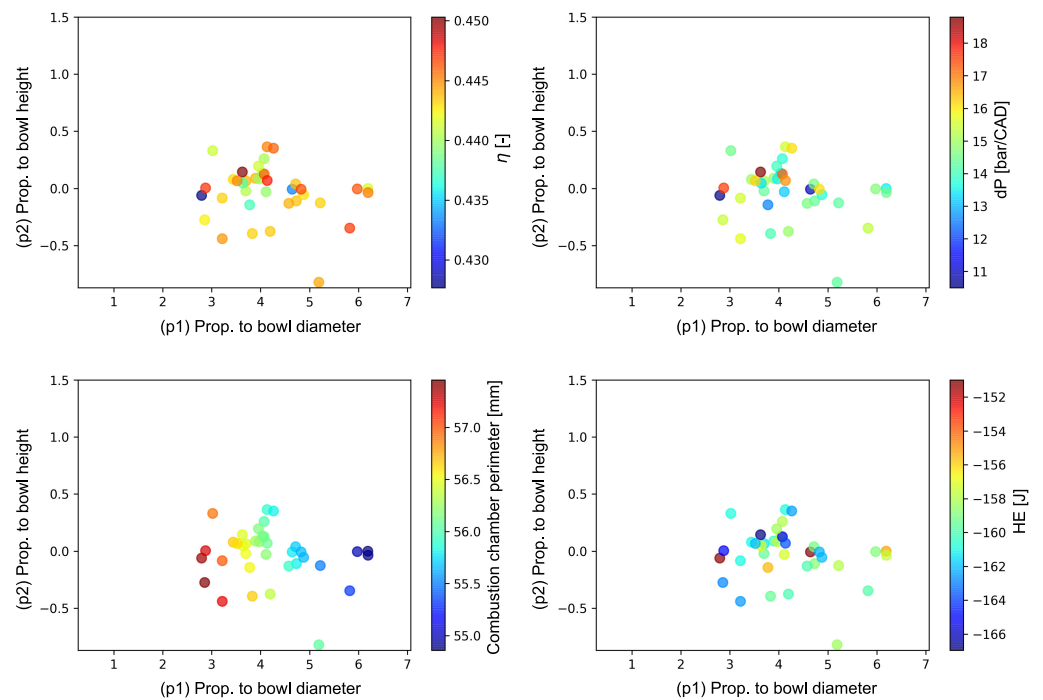 1.5
1.0
0.5
0.0
−0.5
1 2 3 4 5 6 7
(p2) Prop. to bowl height
(p1) Prop. to bowl diameter
0.450
0.445
0.440
0.435
0.430
η [-]
1.5
1.0
0.5
0.0
−0.5
1 2 3 4 5 6 7
(p2) Prop. to bowl height
(p1) Prop. to bowl diameter
18
17
16
15
14
13
12
11
dP [bar/CAD]
1.5
1.0
0.5
0.0
−0.5
1 2 3 4 5 6 7
(p2) Prop. to bowl height
(p1) Prop. to bowl diameter
57.0
56.5
56.0
55.5
55.0
Combustion chamber perimeter [mm]
1.5
1.0
0.5
0.0
−0.5
1 2 3 4 5 6 7
(p2) Prop. to bowl height
(p1) Prop. to bowl diameter
−152
−154
−156
−158
−160
−162
−164
−166
HE [J]